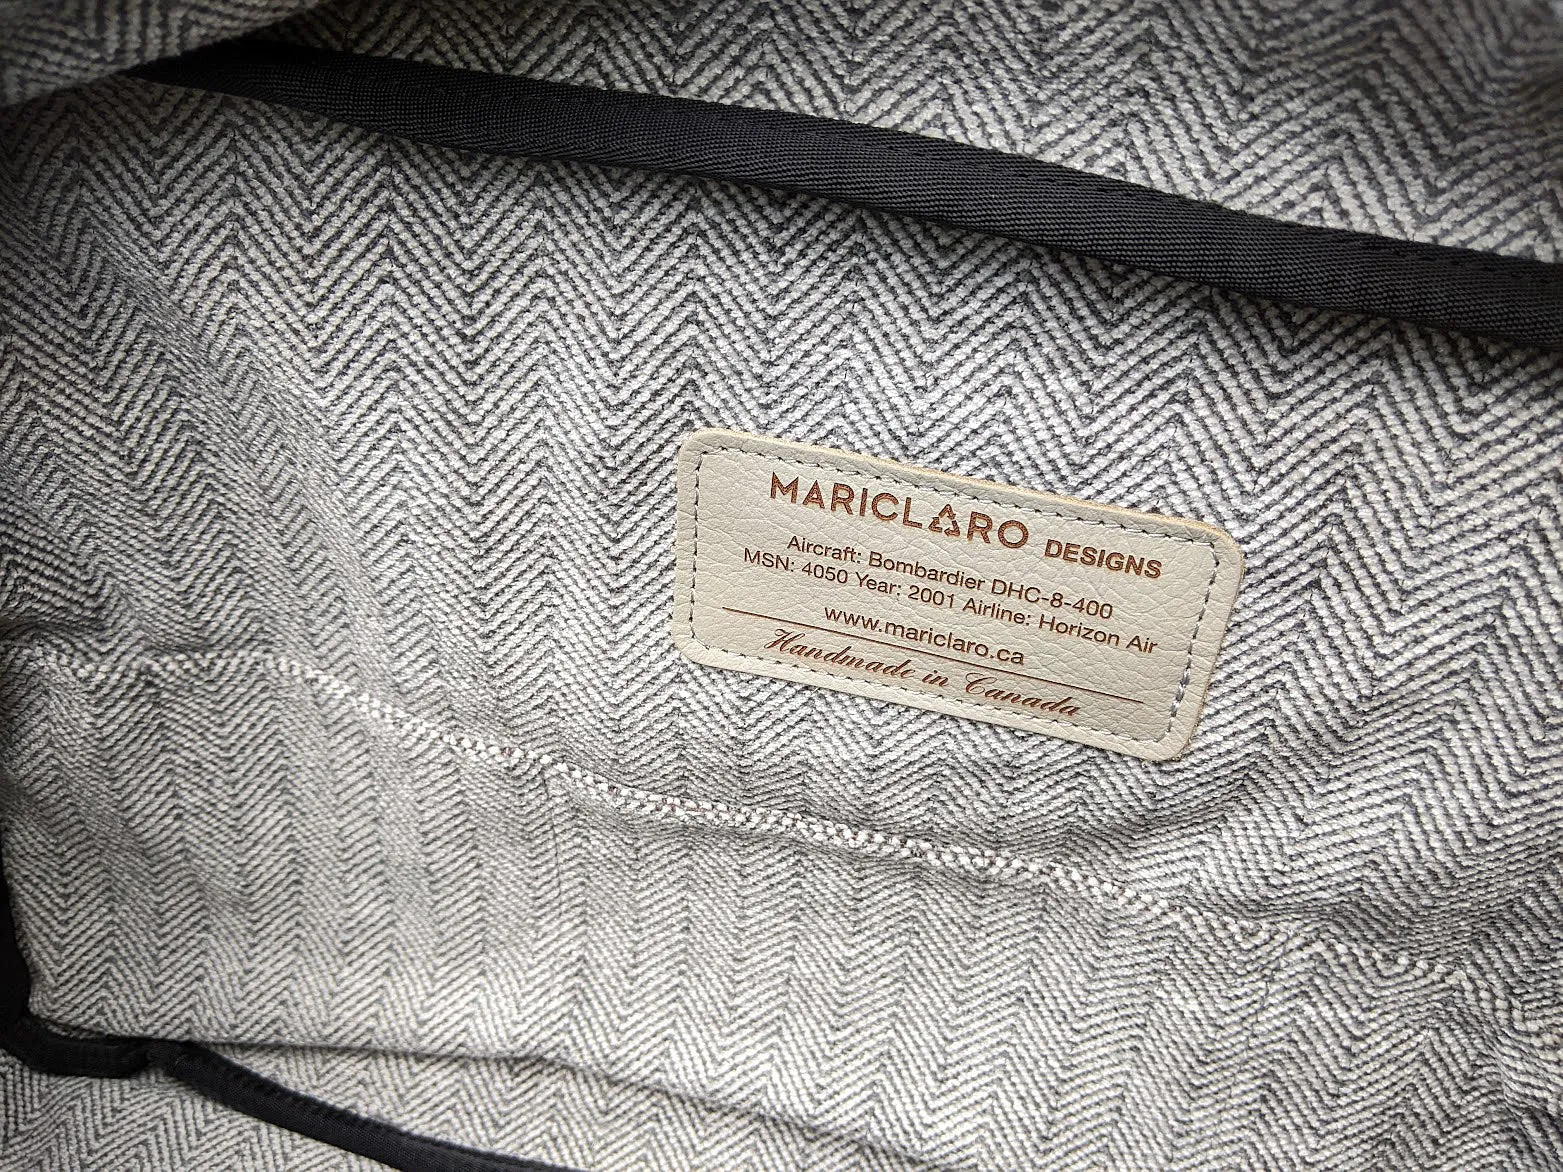 MARICLARO DESIGNS
Aircraft: Bombardier DHC-8-400
MSN: 4050 Year: 2001 Airline: Horizon Air
www.mariclaro.ca
Handmade in Canada